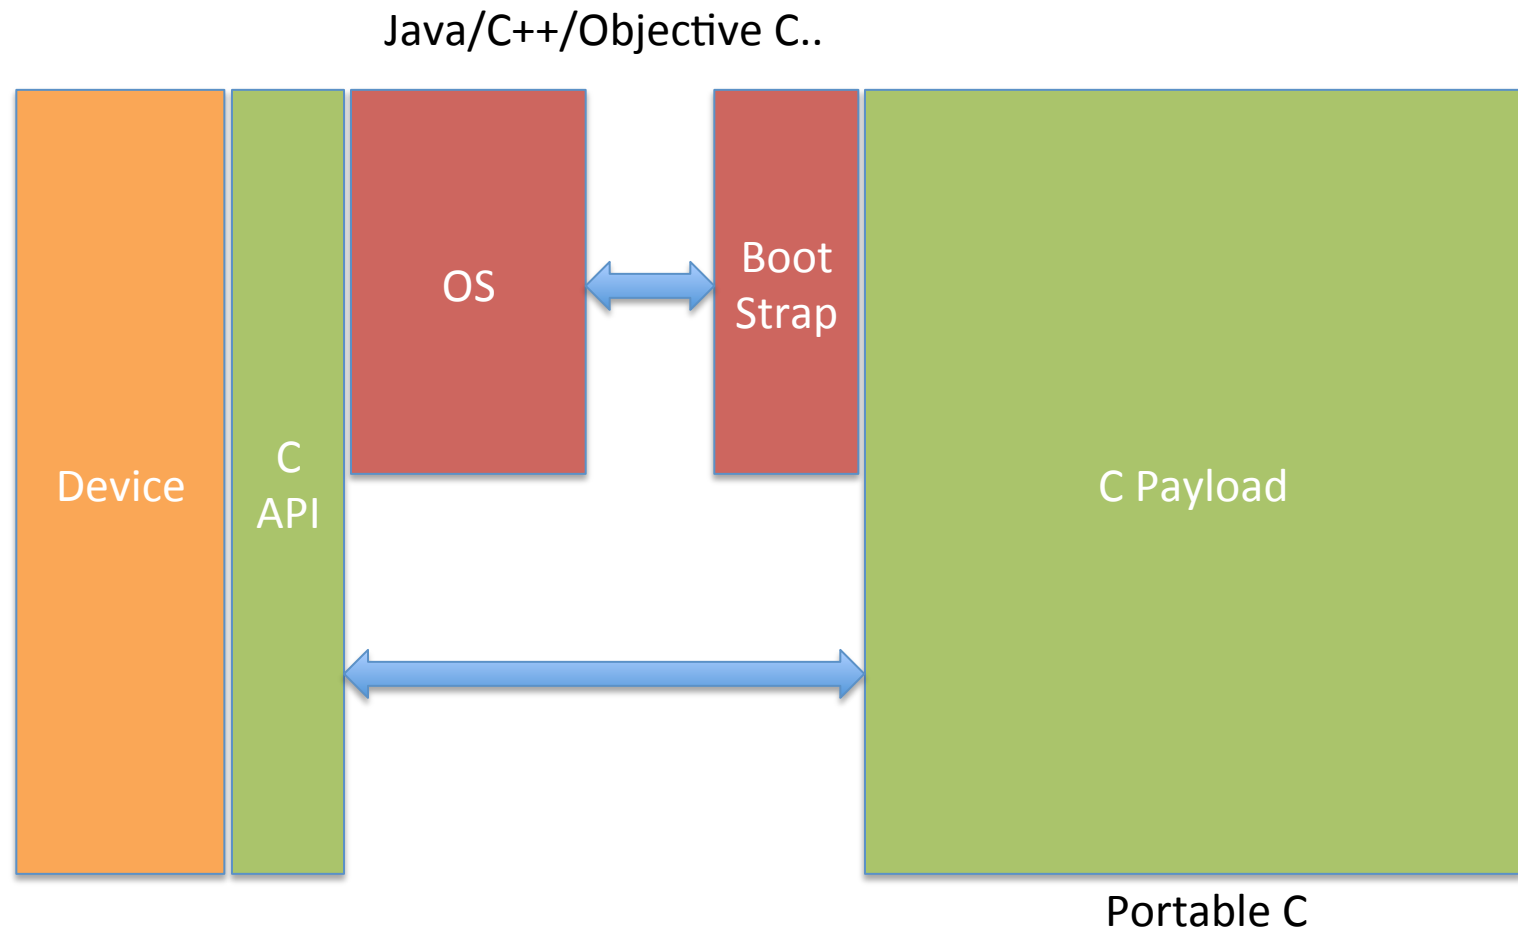 Java/C++/Objective C..
Device
C
API
OS
Boot
Strap
C Payload
Portable C